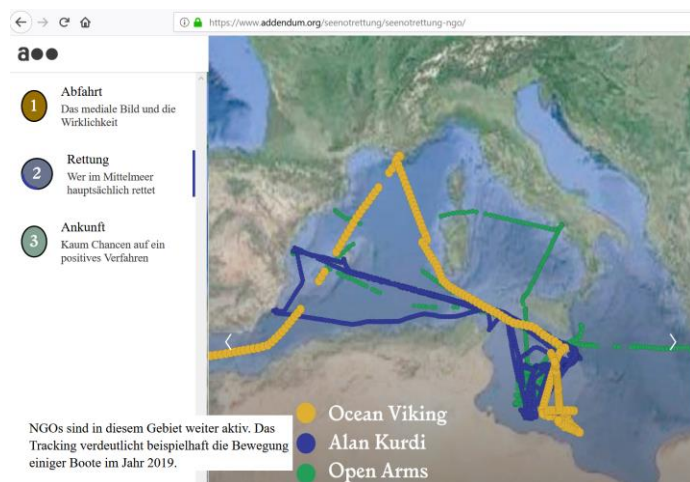 https://www.addendum.org/seenotrettung/seenotrettung-ngo/
a
1
Abfahrt
Das mediale Bild und die
Wirklichkeit
2
Rettung
Wer im Mittelmeer
hauptsächlich rettet
3
Ankunft
Kaum Chancen auf ein
positives Verfahren
NGOs sind in diesem Gebiet weiter aktiv. Das
Tracking verdeutlicht beispielhaft die Bewegung
einiger Boote im Jahr 2019.
Ocean Viking
Alan Kurdi
Open Arms